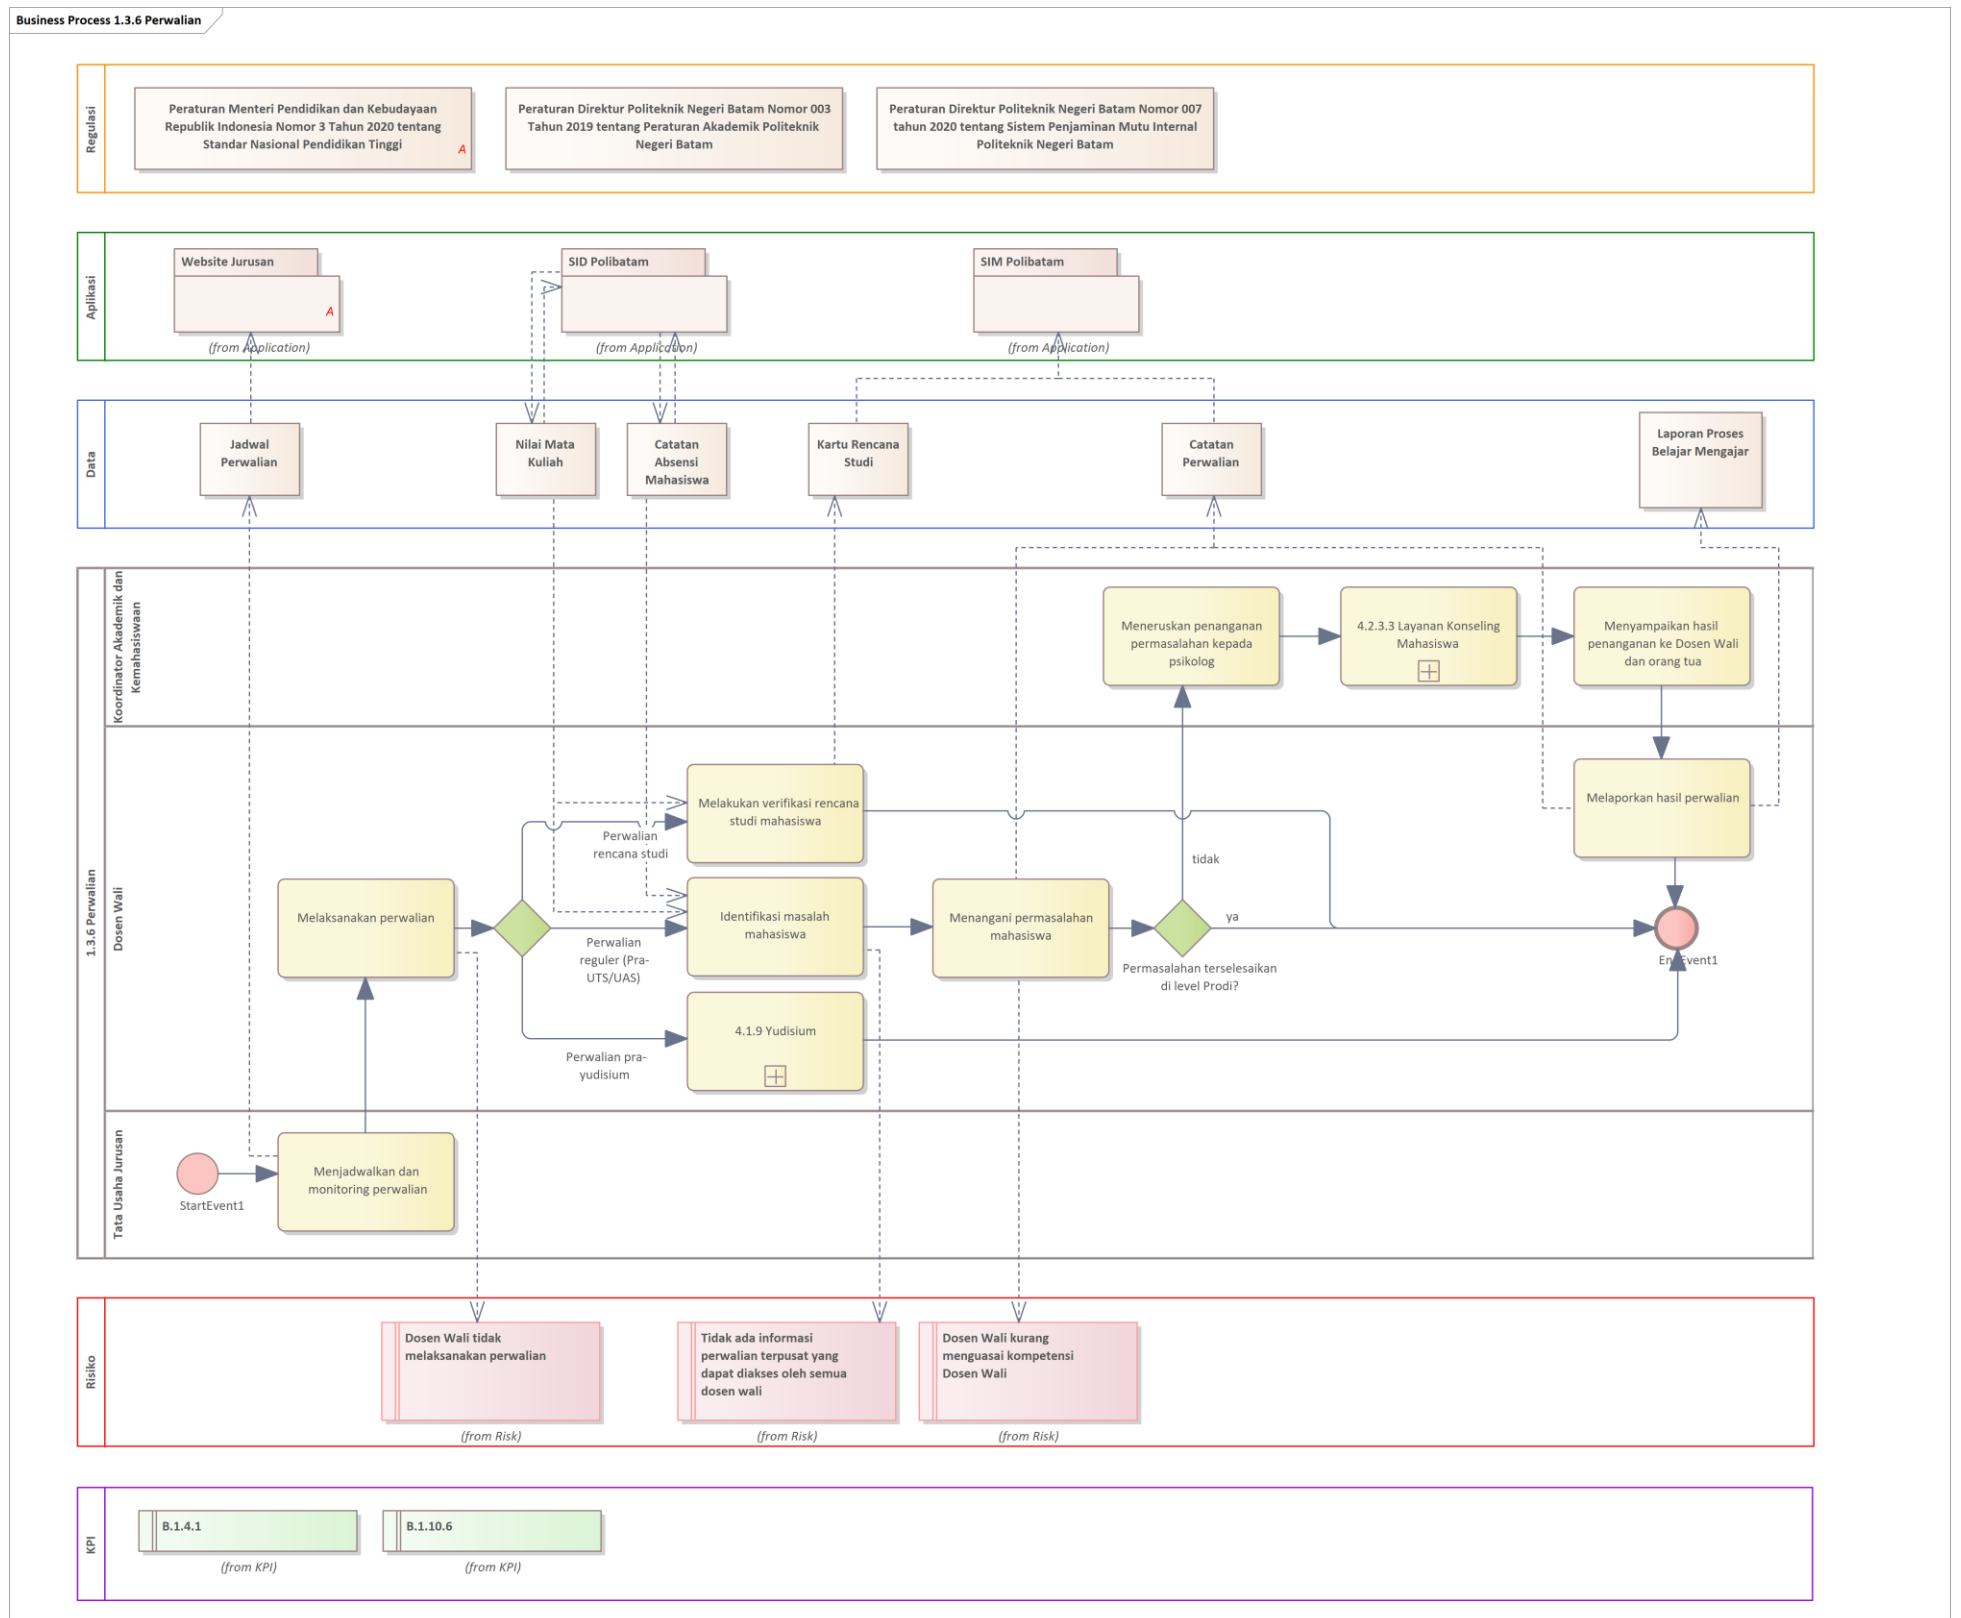 Business Process 1.3.6 Perwalian
Regulasi
Peraturan Menteri Pendidikan dan Kebudayaan
Republik Indonesia Nomor 3 Tahun 2020 tentang
Standar Nasional Pendidikan Tinggi
A
Peraturan Direktur Politeknik Negeri Batam Nomor 003
Tahun 2019 tentang Peraturan Akademik Politeknik
Negeri Batam
Peraturan Direktur Politeknik Negeri Batam Nomor 007
tahun 2020 tentang Sistem Penjaminan Mutu Internal
Politeknik Negeri Batam
Aplikasi
Website Jurusan
A
(from Application)
SID Polibatam
(from Application)
SIM Polibatam
(from Application)
Data
Jadwal
Perwalian
Nilai Mata
Kuliah
Catatan
Absensi
Mahasiswa
Kartu Rencana
Studi
Catatan
Perwalian
Laporan Proses
Belajar Mengajar
1.3.6 Perwalian
Koordinator Akademik dan
Kemahasiswaan
Meneruskan penanganan
permasalahan kepada
psikolog
4.2.3.3 Layanan Konseling
Mahasiswa
Menyampaikan hasil
penanganan ke Dosen Wali
dan orang tua
Dosen Wali
Melaksanakan perwalian
Perwalian
rencana studi
Melakukan verifikasi rencana
studi mahasiswa
Perwalian
reguler (Pra-
UTS/UAS)
Identifikasi masalah
mahasiswa
Perwalian pra-
yudisium
4.1.9 Yudisium
Menangani permasalahan
mahasiswa
tidak
ya
Permasalahan terselesaikan
di level Prodi?
Melaporkan hasil perwalian
EndEvent1
Tata Usaha Jurusan
StartEvent1
Menjadwalkan dan
monitoring perwalian
Risiko
Dosen Wali tidak
melaksanakan perwalian
(from Risk)
Tidak ada informasi
perwalian terpusat yang
dapat diakses oleh semua
dosen wali
(from Risk)
Dosen Wali kurang
menguasai kompetensi
Dosen Wali
(from Risk)
KPI
B.1.4.1
(from KPI)
B.1.10.6
(from KPI)